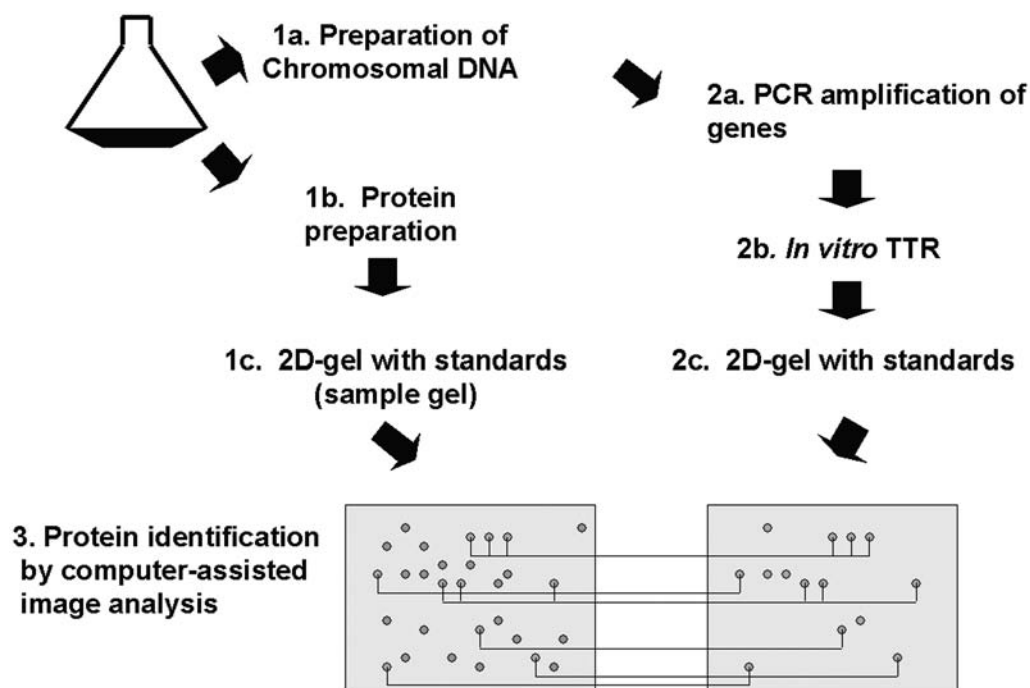 1a. Preparation of
Chromosomal DNA
2a. PCR amplification of
genes
1b. Protein
preparation
2b. In vitro TTR
1c. 2D-gel with standards
(sample gel)
2c. 2D-gel with standards
3. Protein identification
by computer-assisted
image analysis